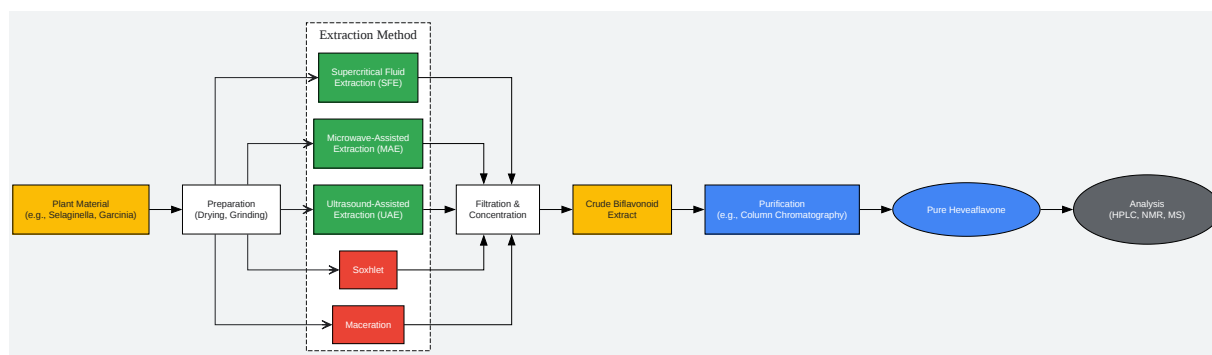 Extraction Method
Supercritical Fluid
Extraction (SFE)
Microwave-Assisted
Extraction (MAE)
Plant Material
(e.g., Selaginella, Garcinia)
Preparation
(Drying, Grinding)
Ultrasound-Assisted
Extraction (UAE)
Filtration &
Concentration
Crude Biflavonoid
Extract
Purification
(e.g., Column Chromatography)
Pure Heveaflavone
Analysis
(HPLC, NMR, MS)
Soxhlet
Maceration